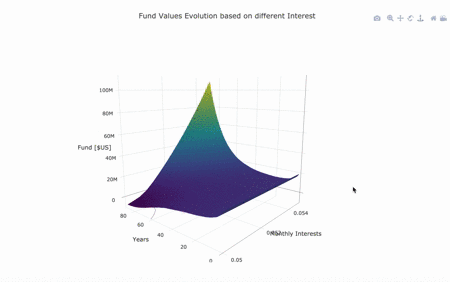 Fund Values Evolution based on different Interest
100M
80M
60M
Fund [$US]
40M
20M
0
80
60
Years
40
20
0
0.05
Monthly Interests
0.054